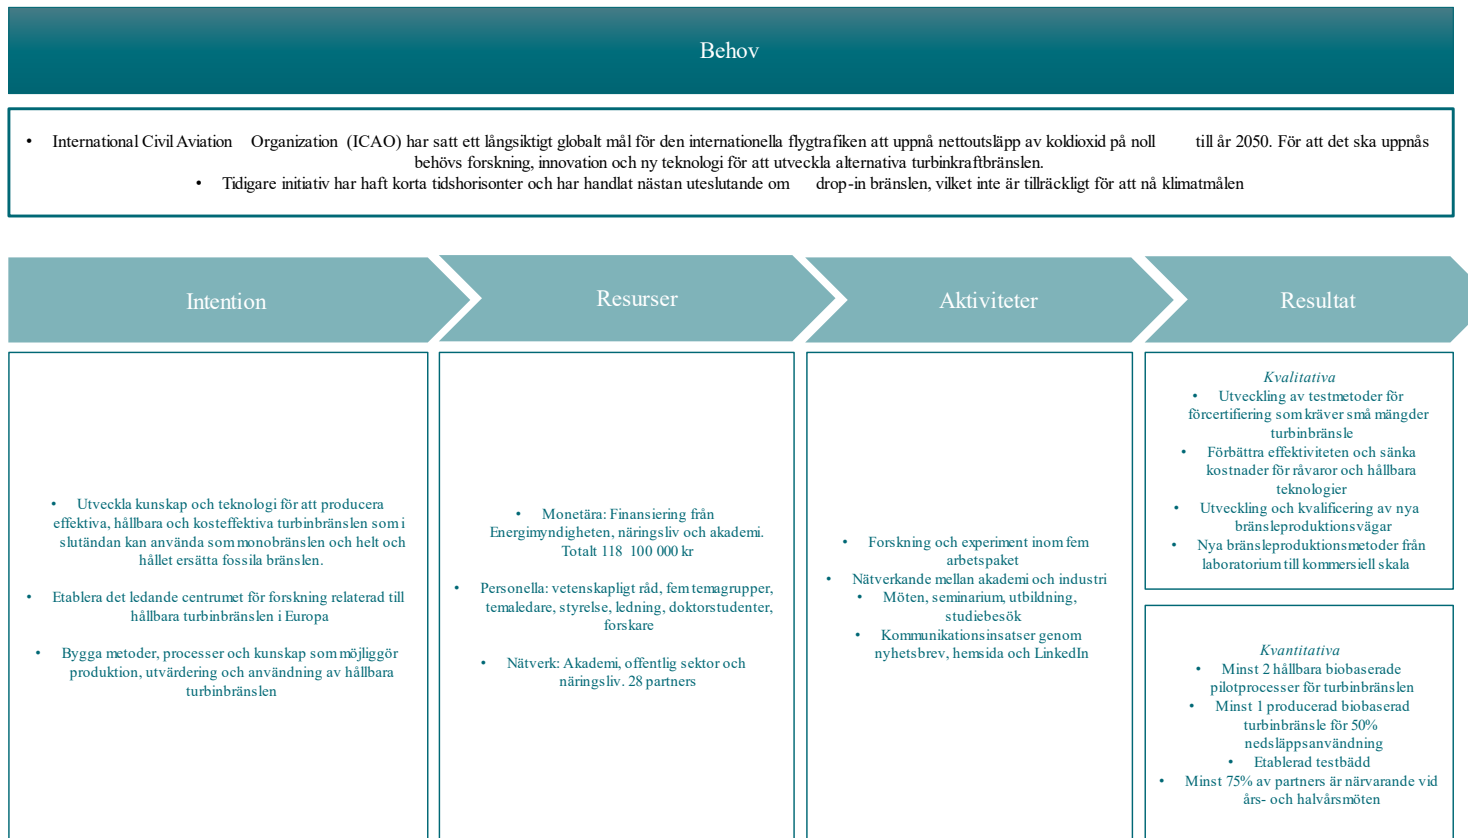 Behov
• International Civil Aviation Organization (ICAO) har satt ett långsiktigt globalt mål för den internationella flygtrafiken att uppnå nettoutsläpp av koldioxid på noll till år 2050. För att det ska uppnås
behövs forskning, innovation och ny teknologi för att utveckla alternativa turbinkraftbränslen.
• Tidigare initiativ har haft korta tidshorisonter och har handlat nästan uteslutande om drop-in bränslen, vilket inte är tillräckligt för att nå klimatmålen
Intention
• Utveckla kunskap och teknologi för att producera
effektiva, hållbara och kosteffektiva turbinbränslen som i
slutändan kan använda som monobränslen och helt och
hållet ersätta fossila bränslen.
• Etablera det ledande centrumet för forskning relaterad till
hållbara turbinbränslen i Europa
• Bygga metoder, processer och kunskap som möjliggör
produktion, utvärdering och användning av hållbara
turbinbränslen
Resurser
• Monetära: Finansiering från
Energimyndigheten, näringsliv och akademi.
Totalt 118 100 000 kr
• Personella: vetenskapligt råd, fem temagrupper,
temaledare, styrelse, ledning, doktorstudenter,
forskare
• Nätverk: Akademi, offentlig sektor och
näringsliv. 28 partners
Aktiviteter
• Forskning och experiment inom fem
arbetspaket
• Nätverkande mellan akademi och industri
• Möten, seminarium, utbildning,
studiebesök
• Kommunikationsinsatser genom
nyhetsbrev, hemsida och LinkedIn
Resultat
Kvalitativa
• Utveckling av testmetoder för
förcertifiering som kräver små mängder
turbinbränsle
• Förbättra effektiviteten och sänka
kostnader för råvaror och hållbara
teknologier
• Utveckling och kvalificering av nya
bränsleproduktionsvägar
• Nya bränsleproduktionsmetoder från
laboratorium till kommersiell skala
Kvantitativa
• Minst 2 hållbara biobaserade
pilotprocesser för turbinbränslen
• Minst 1 producerad biobaserad
turbinbränsle för 50%
nedsläppsanvändning
• Etablerad testbädd
• Minst 75% av partners är närvarande vid
års- och halvårsmöten